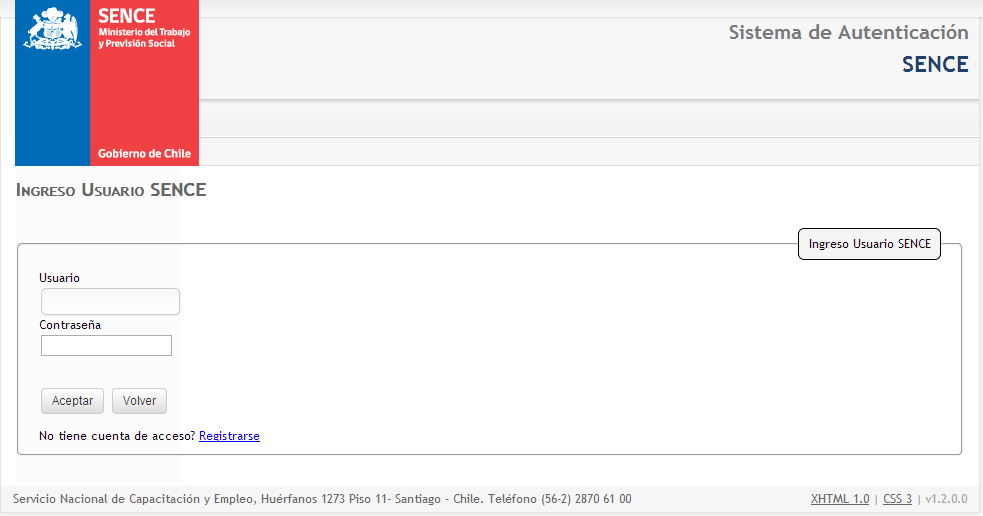 SENCE
Ministerio del Trabajo
y Previsión Social
Gobierno de Chile
Sistema de Autenticación
SENCE
Ingreso Usuario SENCE
Ingreso Usuario SENCE
Usuario
Contraseña
Aceptar Volver
No tiene cuenta de acceso? Registrarse
Servicio Nacional de Capacitación y Empleo, Huérfanos 1273 Piso 11- Santiago - Chile. Teléfono (56-2) 2870 61 00
XHTML 1.0 | CSS 3 | v1.2.0.0